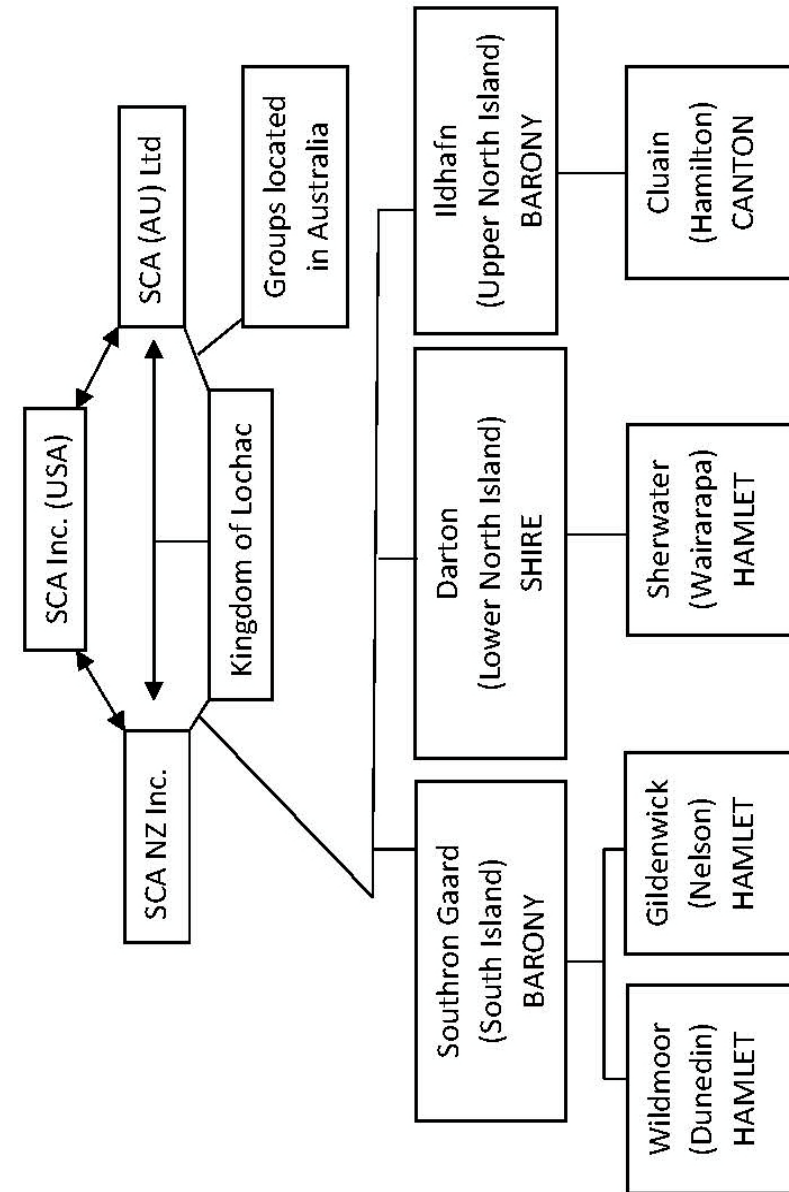 SCA Inc. (USA)
SCA NZ Inc.
SCA (AU) Ltd
Kingdom of Lochac
Groups located
in Australia
Southron Gaard
(South Island)
BARONY
Darton
(Lower North Island)
SHIRE
Ildhafn
(Upper North Island)
BARONY
Wildmoor
(Dunedin)
HAMLET
Gildenwick
(Nelson)
HAMLET
Sherwater
(Wairarapa)
HAMLET
Cluain
(Hamilton)
CANTON